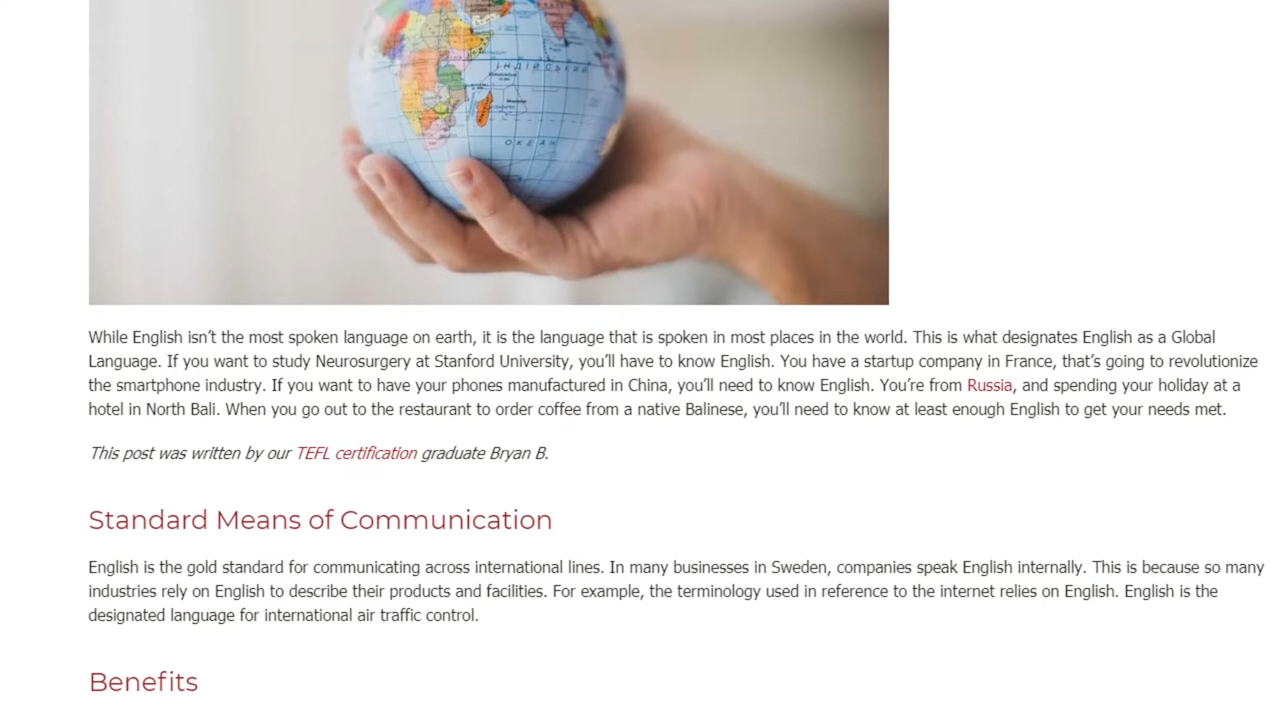 ІНДІЙСЬКИЙ
ОКЕАН
While English isn't the most spoken language on earth, it is the language that is spoken in most places in the world. This is what designates English as a Global
Language. If you want to study Neurosurgery at Stanford University, you'll have to know English. You have a startup company in France, that's going to revolutionize
the smartphone industry. If you want to have your phones manufactured in China, you'll need to know English. You're from Russia, and spending your holiday at a
hotel in North Bali. When you go out to the restaurant to order coffee from a native Balinese, you'll need to know at least enough English to get your needs met.
This post was written by our TEFL certification graduate Bryan B.
Standard Means of Communication
English is the gold standard for communicating across international lines. In many businesses in Sweden, companies speak English internally. This is because so many
industries rely on English to describe their products and facilities. For example, the terminology used in reference to the internet relies on English. English is the
designated language for international air traffic control.
Benefits